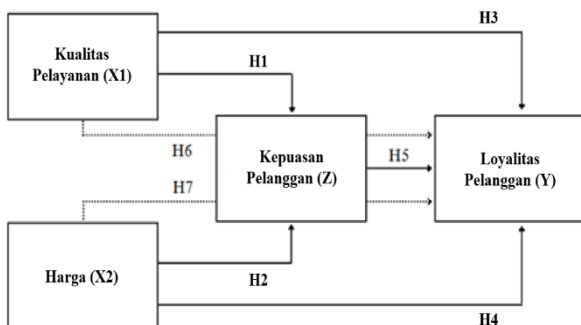 H3
Kualitas
Pelayanan (X1)
H1
H6
Kepuasan
Pelanggan (Z)
H5
Loyalitas
Pelanggan (Y)
H7
Harga (X2)
H2
H4